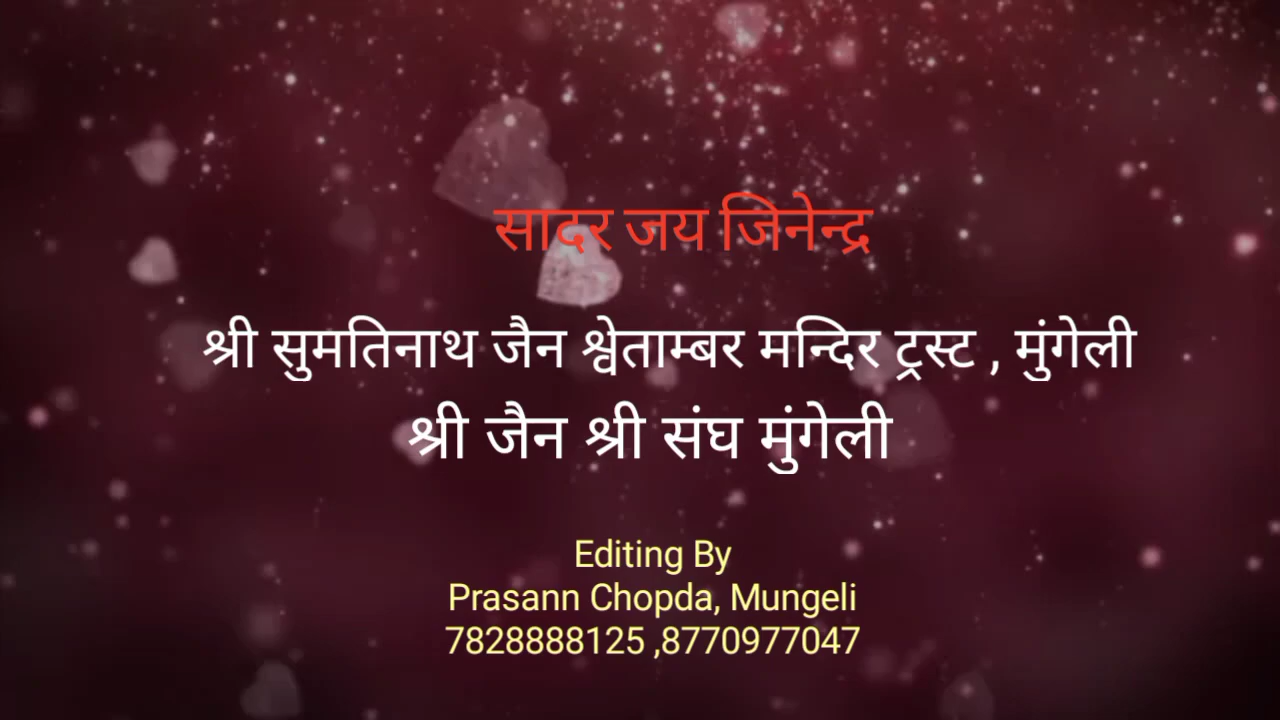 सादर जय जिनेन्द्र
श्री सुमतिनाथ जैन श्वेताम्बर मन्दिर ट्रस्ट , मुंगेली
श्री जैन श्री संघ मुंगेली
Editing By
Prasann Chopda, Mungeli
7828888125 ,8770977047